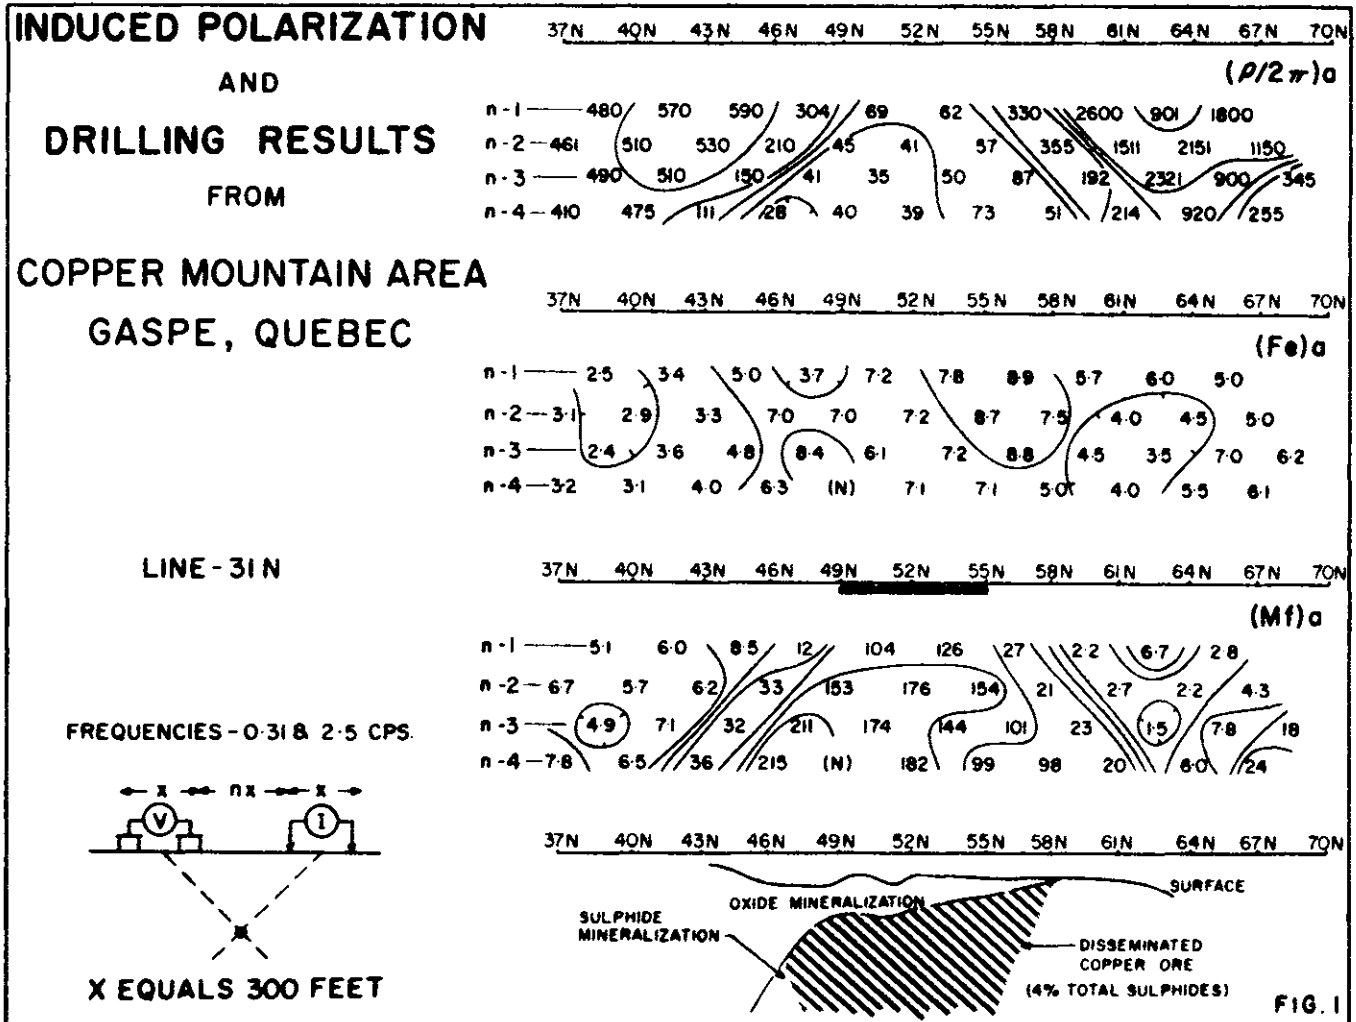 INDUCED POLARIZATION
AND
DRILLING RESULTS
FROM
COPPER MOUNTAIN AREA
GASPE, QUEBEC
LINE-31N
FREQUENCIES-0·31 & 2·5 CPS.
x nx x
V I
X EQUALS 300 FEET
37N 40N 43N 46N 49N 52N 55N 58N 61N 64N 67N 70N
(ρ/2π)a
n-1 480 570 590 304 69 62 330 2600 901 1800
n-2 461 510 530 210 45 41 57 355 1511 2151 1150
n-3 490 510 150 41 35 50 87 192 2321 900 345
n-4 410 475 111 28 40 39 73 51 214 920 255
37N 40N 43N 46N 49N 52N 55N 58N 61N 64N 67N 70N
(Fe)a
n-1 2·5 3·4 5·0 3·7 7·2 7·8 8·9 5·7 6·0 5·0
n-2 3·1 2·9 3·3 7·0 7·0 7·2 8·7 7·5 4·0 4·5 5·0
n-3 2·4 3·6 4·8 8·4 6·1 7·2 8·8 4·5 3·5 7·0 6·2
n-4 3·2 3·1 4·0 6·3 (N) 7·1 7·1 5·0 4·0 5·5 6·1
37N 40N 43N 46N 49N 52N 55N 58N 61N 64N 67N 70N
(Mf)a
n-1 5·1 6·0 8·5 12 104 126 27 2·2 6·7 2·8
n-2 6·7 5·7 6·2 33 153 176 154 21 2·7 2·2 4·3
n-3 4·9 7·1 32 211 174 144 101 23 1·5 7·8 18
n-4 7·8 6·5 36 215 (N) 182 99 98 20 6·0 24
37N 40N 43N 46N 49N 52N 55N 58N 61N 64N 67N 70N
SURFACE
OXIDE MINERALIZATION
SULPHIDE
MINERALIZATION
DISSEMINATED
COPPER ORE
(4% TOTAL SULPHIDES)
FIG. 1